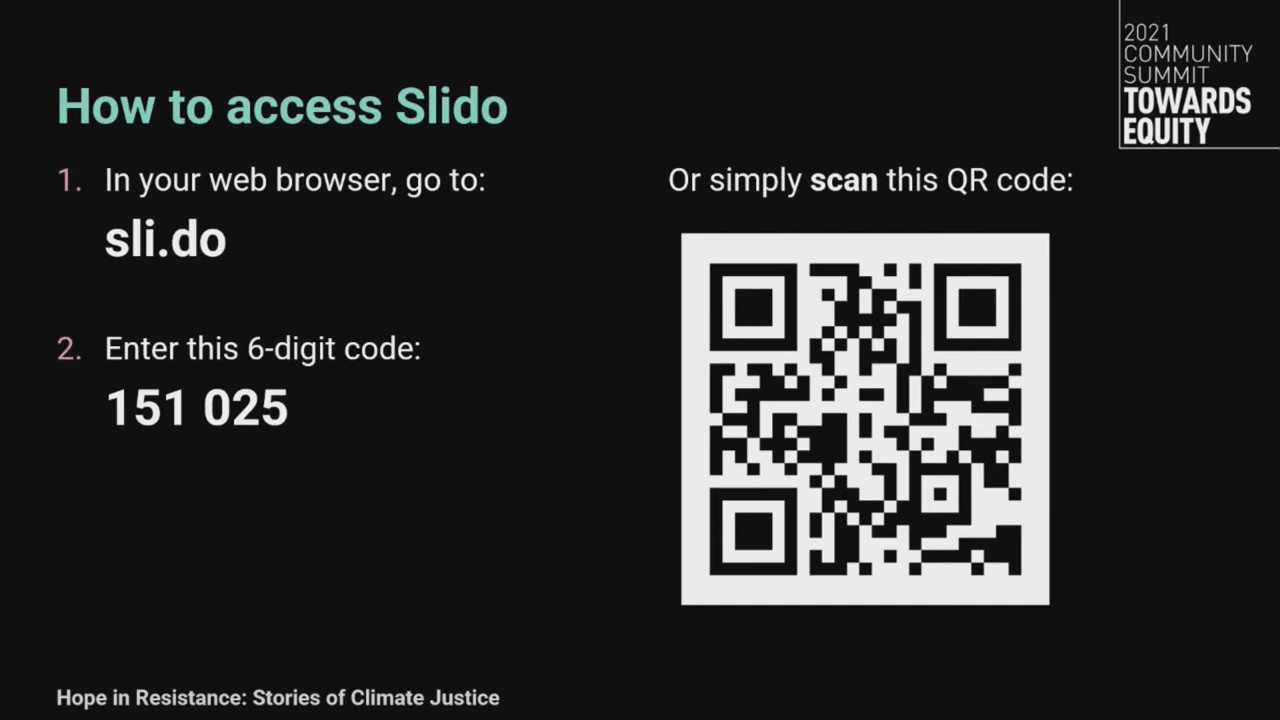 2021
COMMUNITY
SUMMIT
TOWARDS
EQUITY
How to access Slido
1. In your web browser, go to:
sli.do
2. Enter this 6-digit code:
151 025
Or simply scan this QR code:
Hope in Resistance: Stories of Climate Justice